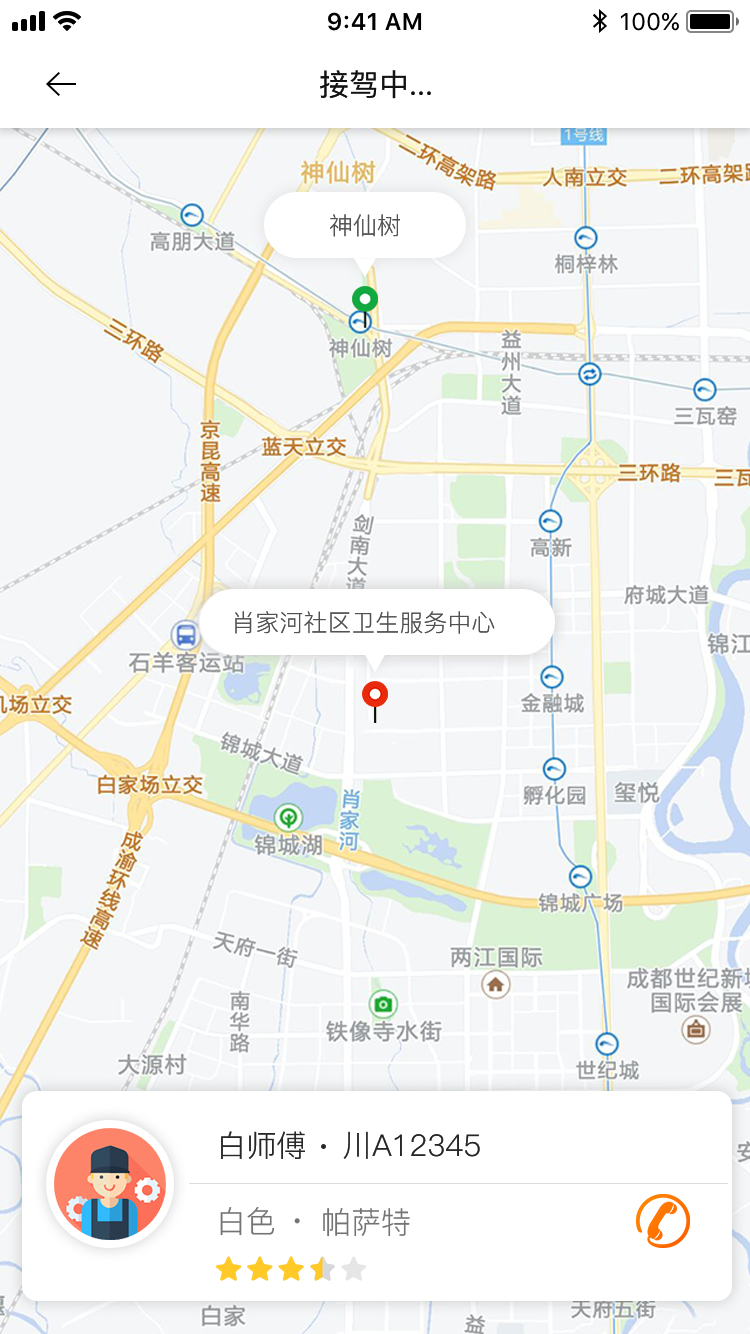 9:41 AM
100%
接驾中...
1号线
二环高架路
神仙树
人南立交
二环高架路
神仙树
高朋大道
桐梓林
三环路
神仙树
益州大道
三瓦窑
京昆高速
蓝天立交
三环路
三瓦
剑南大道
高新
府城大道
肖家河社区卫生服务中心
石羊客运站
锦江
机场立交
金融城
锦城大道
白家场立交
孵化园
玺悦
肖家河
锦城湖
成渝环线高速
锦城广场
天府一街
两江国际
成都世纪新城
国际会展
南华路
铁像寺水街
大源村
世纪城
白师傅 · 川A12345
白色 · 帕萨特
白家
益
天府五街